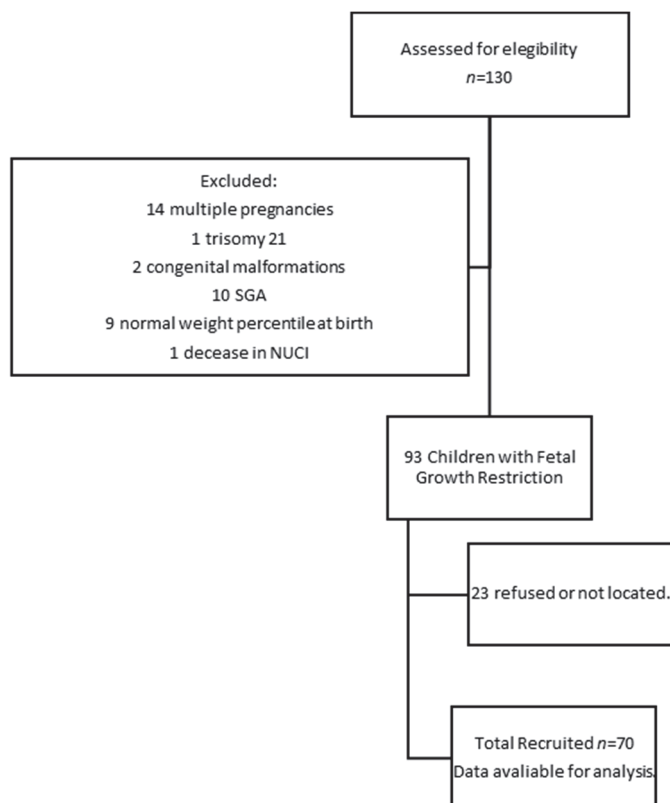 Assessed for elegibility
n=130
Excluded:
14 multiple pregnancies
1 trisomy 21
2 congenital malformations
10 SGA
9 normal weight percentile at birth
1 decease in NUCI
93 Children with Fetal
Growth Restriction
23 refused or not located.
Total Recruited n=70
Data avaliable for analysis.